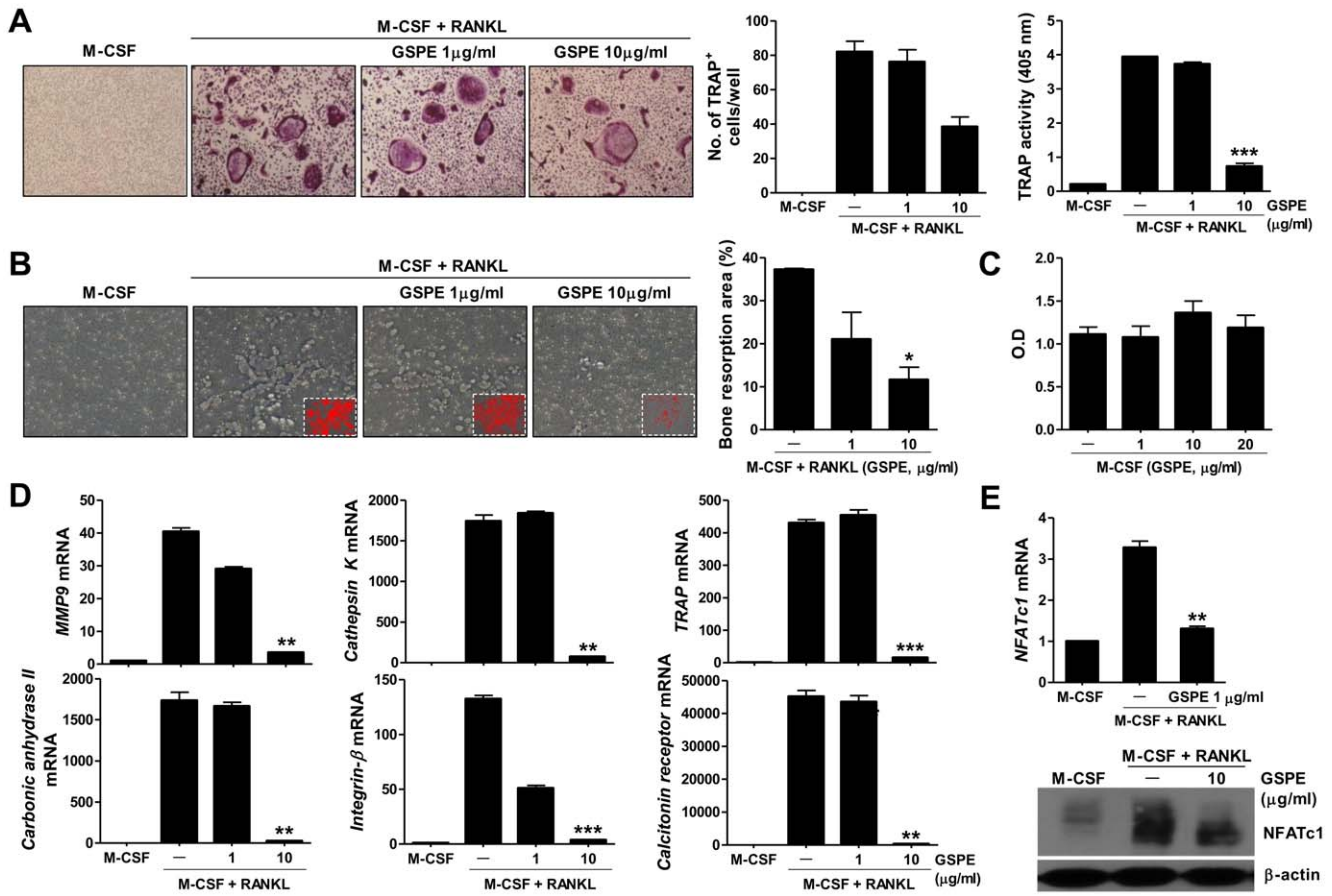 A
M-CSF
M-CSF + RANKL
GSPE 1μg/ml
GSPE 10μg/ml
No. of TRAP⁺
cells/well
100
80
60
40
20
0
M-CSF
—
1
10
M-CSF + RANKL
TRAP activity (405 nm)
5
4
3
2
1
0
***
M-CSF
—
1
10
GSPE
(μg/ml)
M-CSF + RANKL
B
M-CSF
M-CSF + RANKL
GSPE 1μg/ml
GSPE 10μg/ml
Bone resorption area (%)
40
30
20
10
0
*
—
1
10
M-CSF + RANKL (GSPE, μg/ml)
C
O.D
2.0
1.5
1.0
0.5
0.0
—
1
10
20
M-CSF (GSPE, μg/ml)
D
MMP9 mRNA
50
40
30
20
10
0
**
Cathepsin K mRNA
2000
1500
1000
500
0
**
TRAP mRNA
500
400
300
200
100
0
***
Carbonic anhydrase II
mRNA
2000
1500
1000
500
0
**
M-CSF
—
1
10
M-CSF + RANKL
Integrin-β mRNA
150
100
50
0
***
M-CSF
—
1
10
M-CSF + RANKL
Calcitonin receptor mRNA
50000
40000
30000
20000
10000
0
**
M-CSF
—
1
10
GSPE
(μg/ml)
M-CSF + RANKL
E
NFATc1 mRNA
4
3
2
1
0
**
M-CSF
—
GSPE 1 μg/ml
M-CSF + RANKL
M-CSF + RANKL
M-CSF
—
10
GSPE
(μg/ml)
NFATc1
β-actin